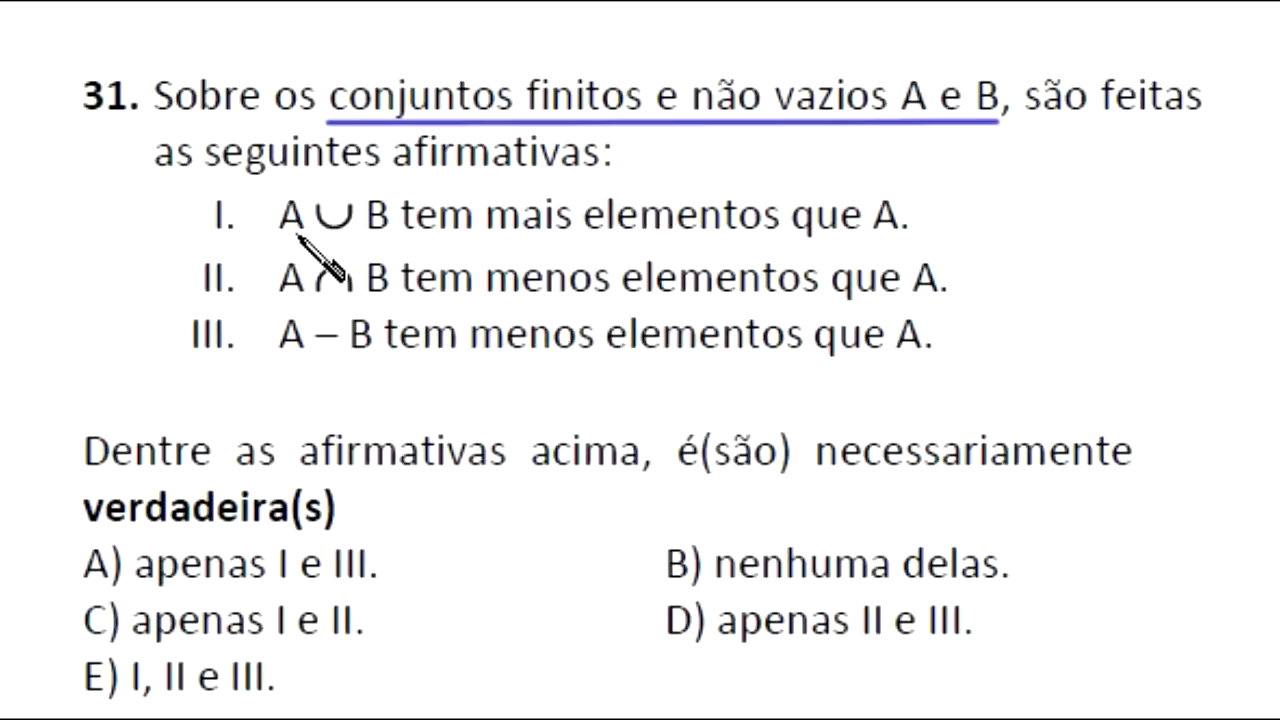 31. Sobre os conjuntos finitos e não vazios A e B, são feitas
as seguintes afirmativas:
I. A ∪ B tem mais elementos que A.
II. A ∩ B tem menos elementos que A.
III. A – B tem menos elementos que A.
Dentre as afirmativas acima, é(são) necessariamente
verdadeira(s)
A) apenas I e III. B) nenhuma delas.
C) apenas I e II. D) apenas II e III.
E) I, II e III.